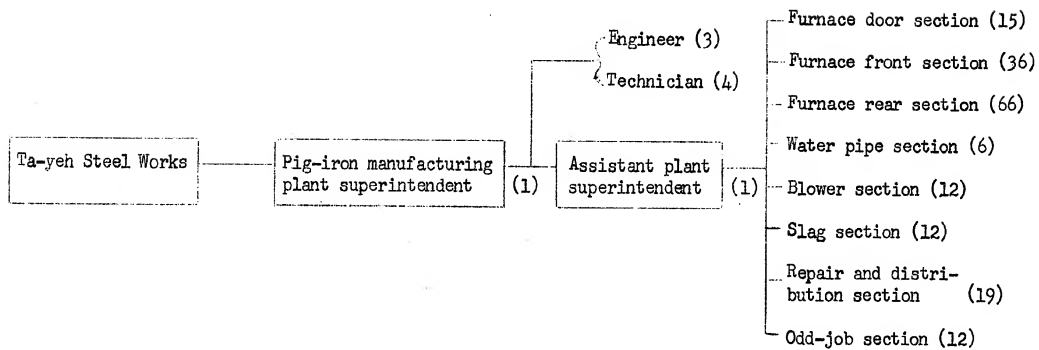 Ta-yeh Steel Works
Pig-iron manufacturing
plant superintendent (1)
Engineer (3)
Technician (4)
Assistant plant
superintendent (1)
Furnace door section (15)
Furnace front section (36)
Furnace rear section (66)
Water pipe section (6)
Blower section (12)
Slag section (12)
Repair and distri-
bution section (19)
Odd-job section (12)